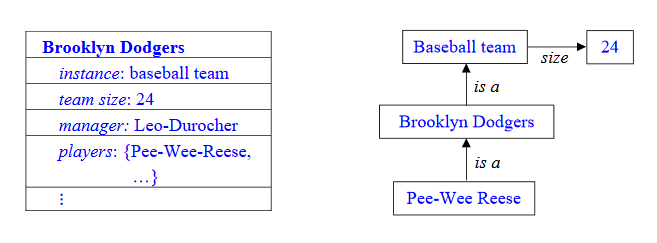 Brooklyn Dodgers
instance: baseball team
team size: 24
manager: Leo-Durocher
players: {Pee-Wee-Reese,
…}
⋮
Baseball team
size
24
is a
Brooklyn Dodgers
is a
Pee-Wee Reese